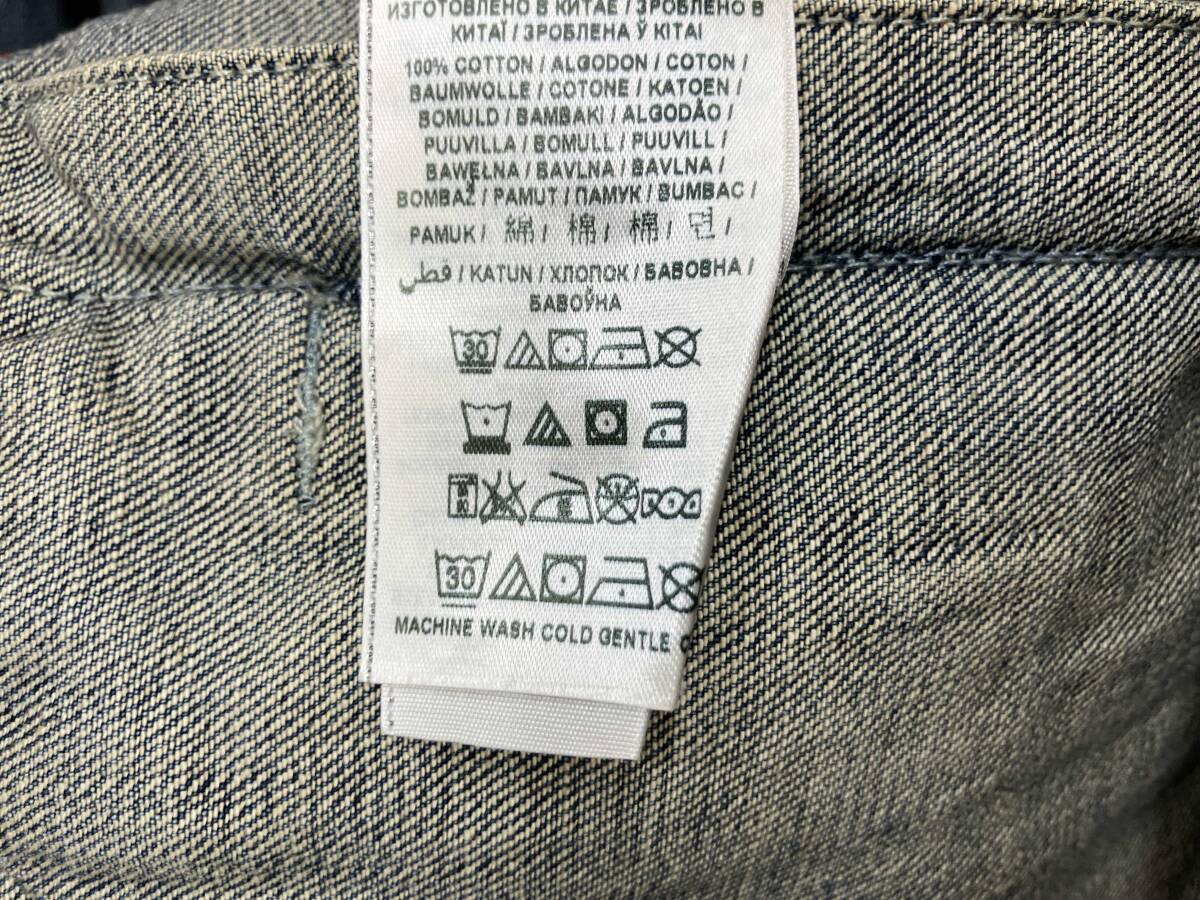 ИЗГОТОВЛЕНО В КИТАЕ / ЗРОБЛЕНО В
КИТАЇ / ЗРОБЛЕНА Ў КІТАІ
100% COTTON / ALGODON / COTON /
BAUMWOLLE / COTONE / KATOEN /
BOMULD / BAMBAKI / ALGODÃO /
PUUVILLA / BOMULL / PUUVILL /
BAWEŁNA / BAVLNA / BAVLNA /
BOMBAŽ / PAMUT / ПАМУК / BUMBAC /
PAMUK / 綿 / 棉 / 棉 / 면 /
قطن / KATUN / ХЛОПОК / БАВОВНА /
БАВОЎНА
30
30
MACHINE WASH COLD GENTLE